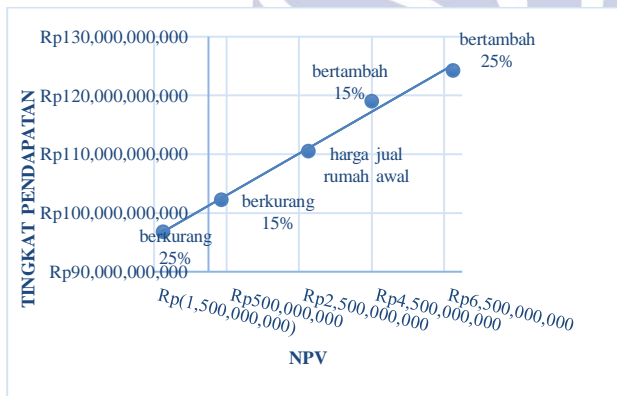 Rp130,000,000,000
Rp120,000,000,000
Rp110,000,000,000
Rp100,000,000,000
Rp90,000,000,000
TINGKAT PENDAPATAN
bertambah
25%
bertambah
15%
harga jual
rumah awal
berkurang
15%
berkurang
25%
Rp(1,500,000,000)
Rp500,000,000
Rp2,500,000,000
Rp4,500,000,000
Rp6,500,000,000
NPV